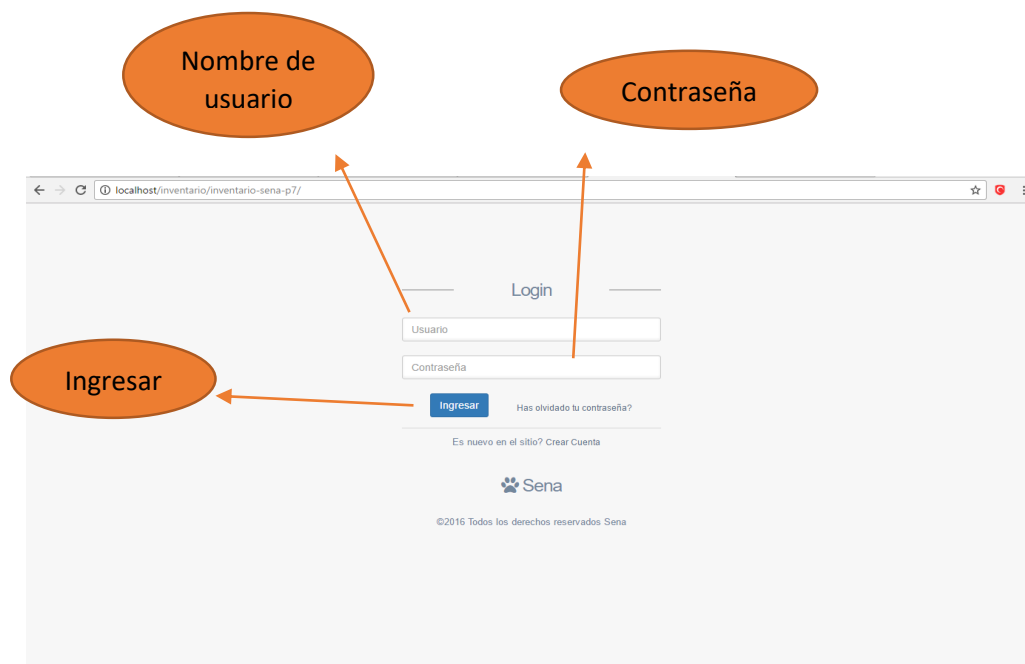 Nombre de
usuario
Contraseña
localhost/inventario/inventario-sena-p7/
Login
Usuario
Contraseña
Ingresar
Ingresar
Has olvidado tu contraseña?
Es nuevo en el sitio? Crear Cuenta
Sena
©2016 Todos los derechos reservados Sena